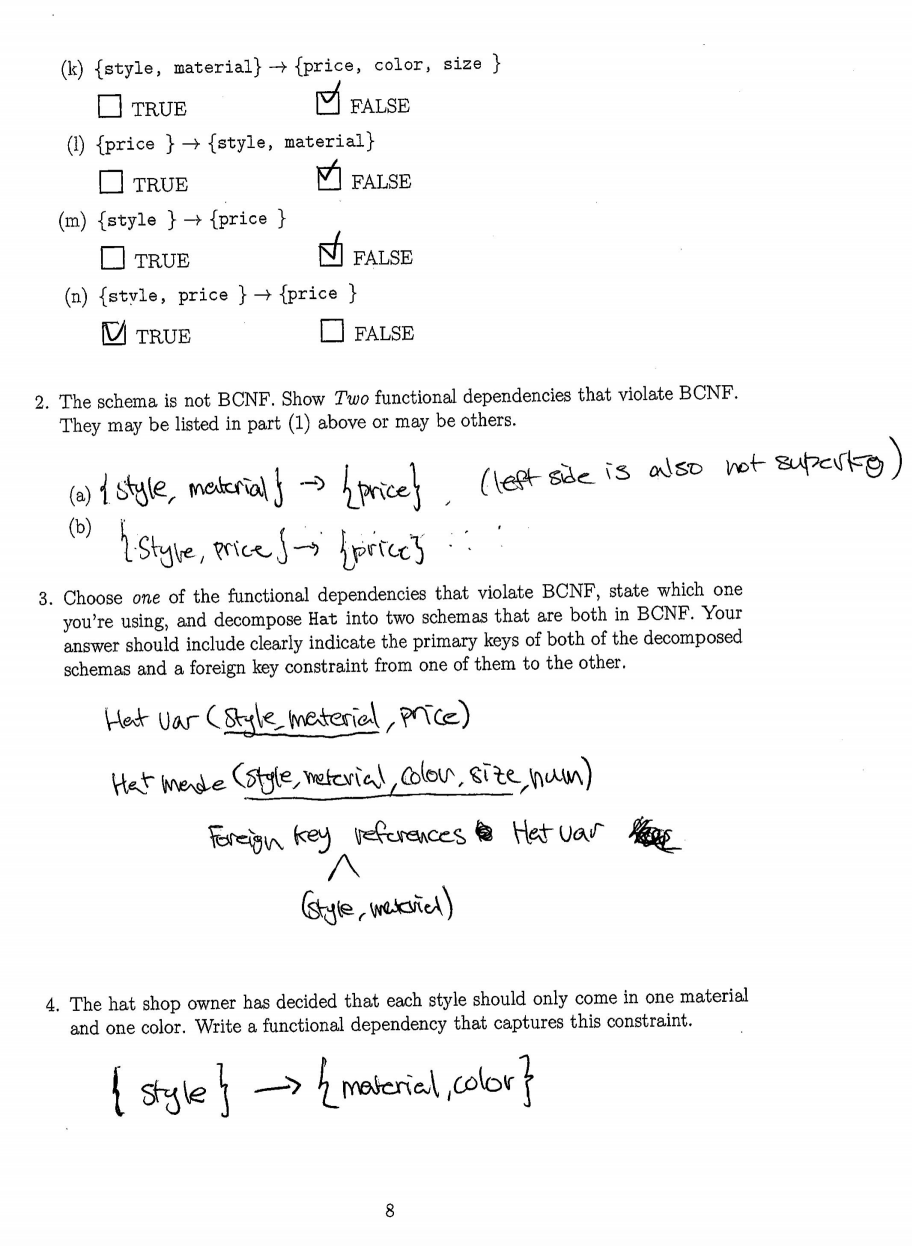 (k) {style, material} → {price, color, size }
TRUE FALSE
(l) {price } → {style, material}
TRUE FALSE
(m) {style } → {price }
TRUE FALSE
(n) {style, price } → {price }
TRUE FALSE
2. The schema is not BCNF. Show Two functional dependencies that violate BCNF.
They may be listed in part (1) above or may be others.
(a) {style, material} → {price}, (left side is also not superkey)
(b) {Style, price} → {price}
3. Choose one of the functional dependencies that violate BCNF, state which one
you're using, and decompose Hat into two schemas that are both in BCNF. Your
answer should include clearly indicate the primary keys of both of the decomposed
schemas and a foreign key constraint from one of them to the other.
Hat Var (style, material, price)
Hat made (style, material, colour, size, num)
Foreign key references Hat var
(style, material)
4. The hat shop owner has decided that each style should only come in one material
and one color. Write a functional dependency that captures this constraint.
{ style } → { material, color }
8